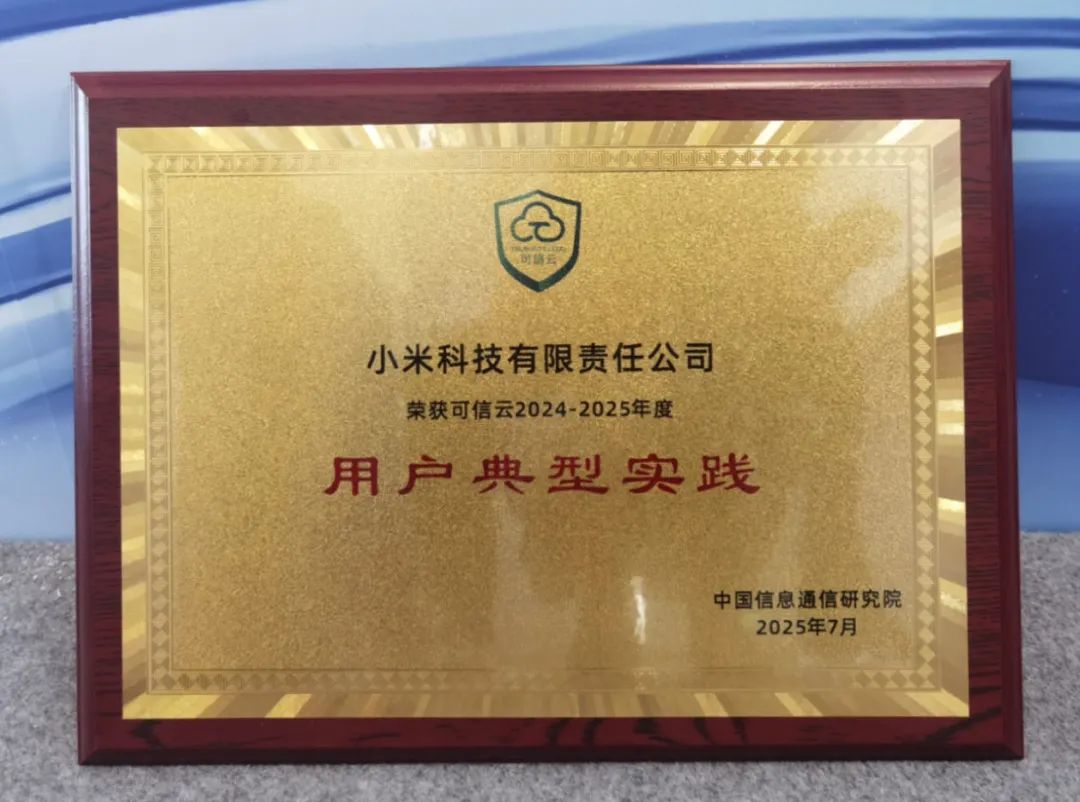 可信云
小米科技有限责任公司
荣获可信云2024-2025年度
用户典型实践
中国信息通信研究院
2025年7月